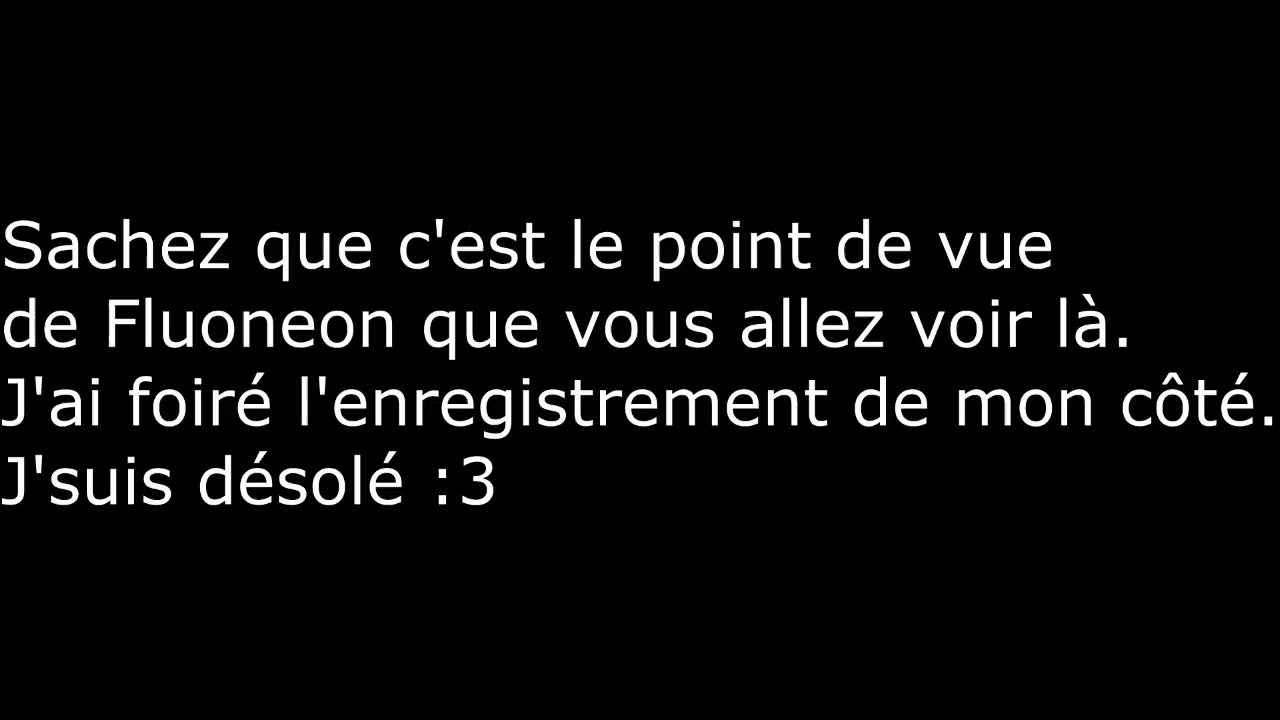 Sachez que c'est le point de vue
de Fluoneon que vous allez voir là.
J'ai foiré l'enregistrement de mon côté.
J'suis désolé :3